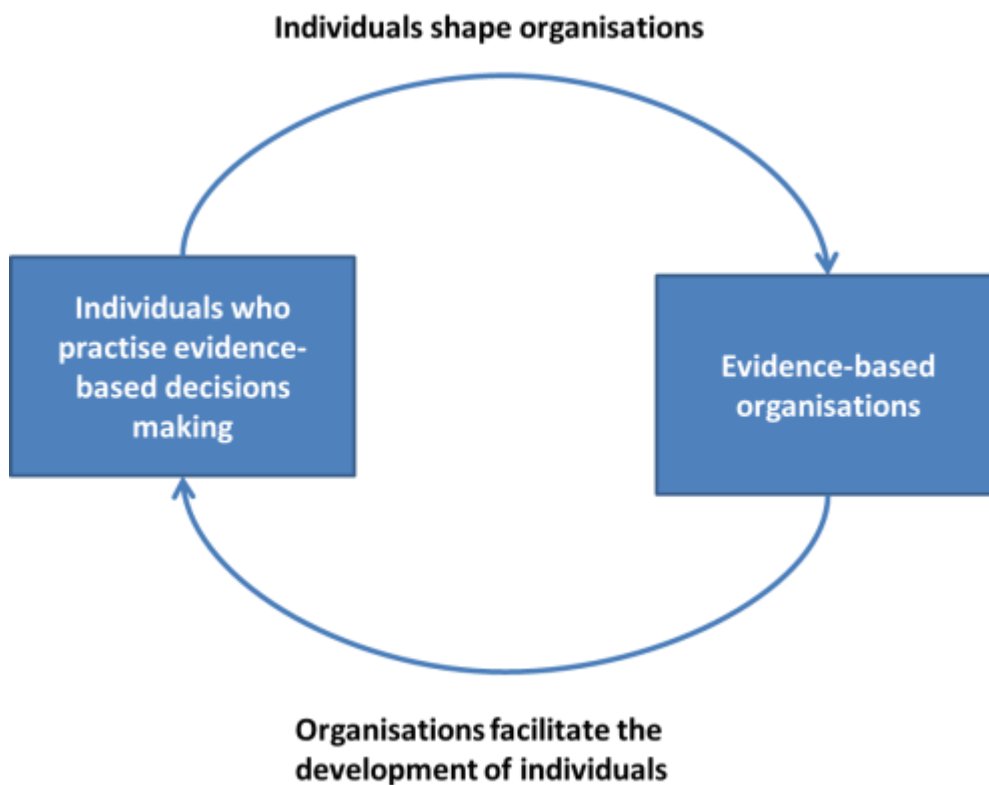 Individuals shape organisations
Individuals who
practise evidence-
based decisions
making
Evidence-based
organisations
Organisations facilitate the
development of individuals